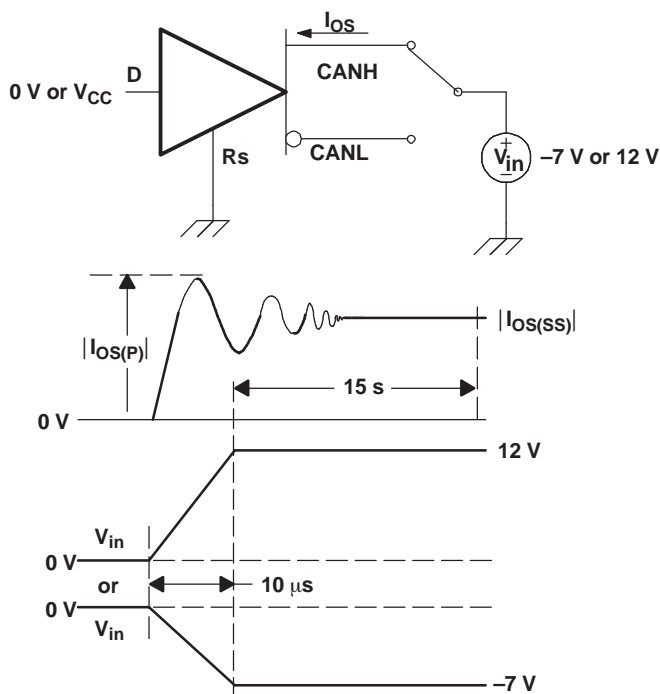 I_OS
D
CANH
0 V or V_CC
Rs
CANL
+
V_in
–
–7 V or 12 V
|I_OS(P)|
|I_OS(SS)|
15 s
0 V
12 V
V_in
0 V
or
10 μs
0 V
V_in
–7 V